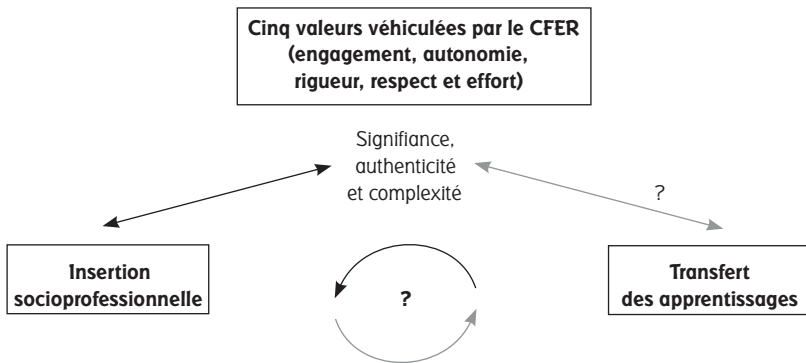 Cinq valeurs véhiculées par le CFER
(engagement, autonomie,
rigueur, respect et effort)
Signifiance,
authenticité
et complexité
?
Insertion
socioprofessionnelle
?
Transfert
des apprentissages